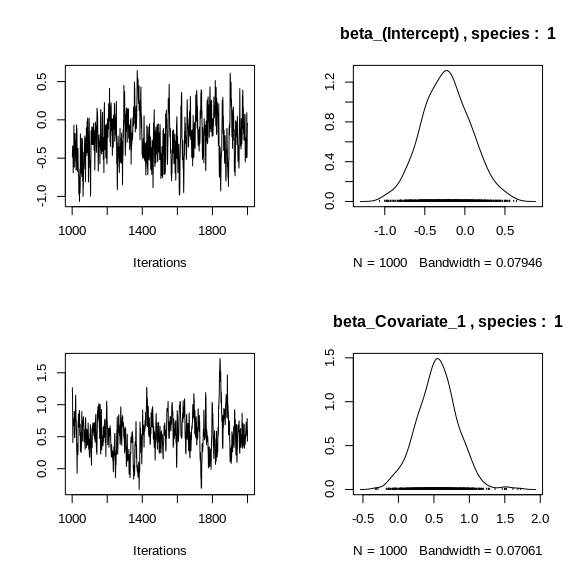 beta_(Intercept) , species :  1
0.5
0.0
-0.5
-1.0
1000 1400 1800
Iterations
1.2
0.8
0.4
0.0
-1.0 -0.5 0.0 0.5
N = 1000   Bandwidth = 0.07946
beta_Covariate_1 , species :  1
1.5
1.0
0.5
0.0
1000 1400 1800
Iterations
1.5
1.0
0.5
0.0
-0.5 0.0 0.5 1.0 1.5 2.0
N = 1000   Bandwidth = 0.07061